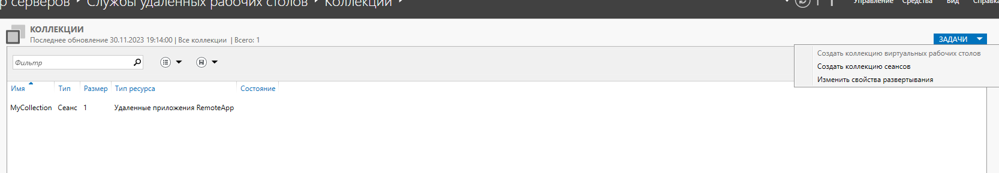 р серверов ‣ Службы удаленных рабочих столов ‣ Коллекции ‣
Управление Средства Вид Справка
КОЛЛЕКЦИИ
Последнее обновление 30.11.2023 19:14:00 | Все коллекции | Всего: 1
ЗАДАЧИ
Создать коллекцию виртуальных рабочих столов
Создать коллекцию сеансов
Изменить свойства развертывания
Фильтр
Имя Тип Размер Тип ресурса Состояние
MyCollection Сеанс 1 Удаленные приложения RemoteApp